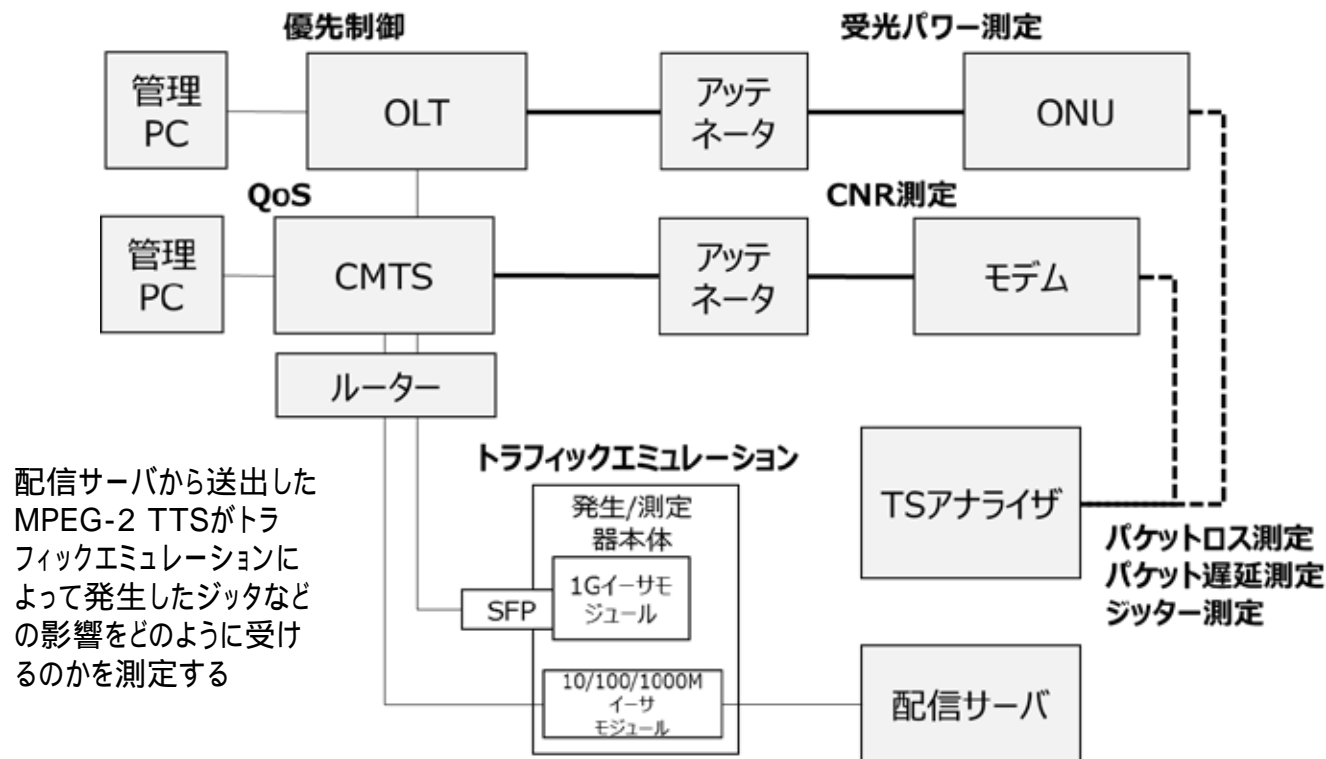 優先制御
受光パワー測定
管理
PC
OLT
アッテ
ネータ
ONU
QoS
CNR測定
管理
PC
CMTS
アッテ
ネータ
モデム
ルーター
トラフィックエミュレーション
配信サーバから送出した
MPEG-2 TTSがトラ
フィックエミュレーションに
よって発生したジッタなど
の影響をどのように受け
るのかを測定する
発生/測定
器本体
1Gイーサモ
ジュール
SFP
10/100/1000M
イーサ
モジュール
TSアナライザ
パケットロス測定
パケット遅延測定
ジッター測定
配信サーバ